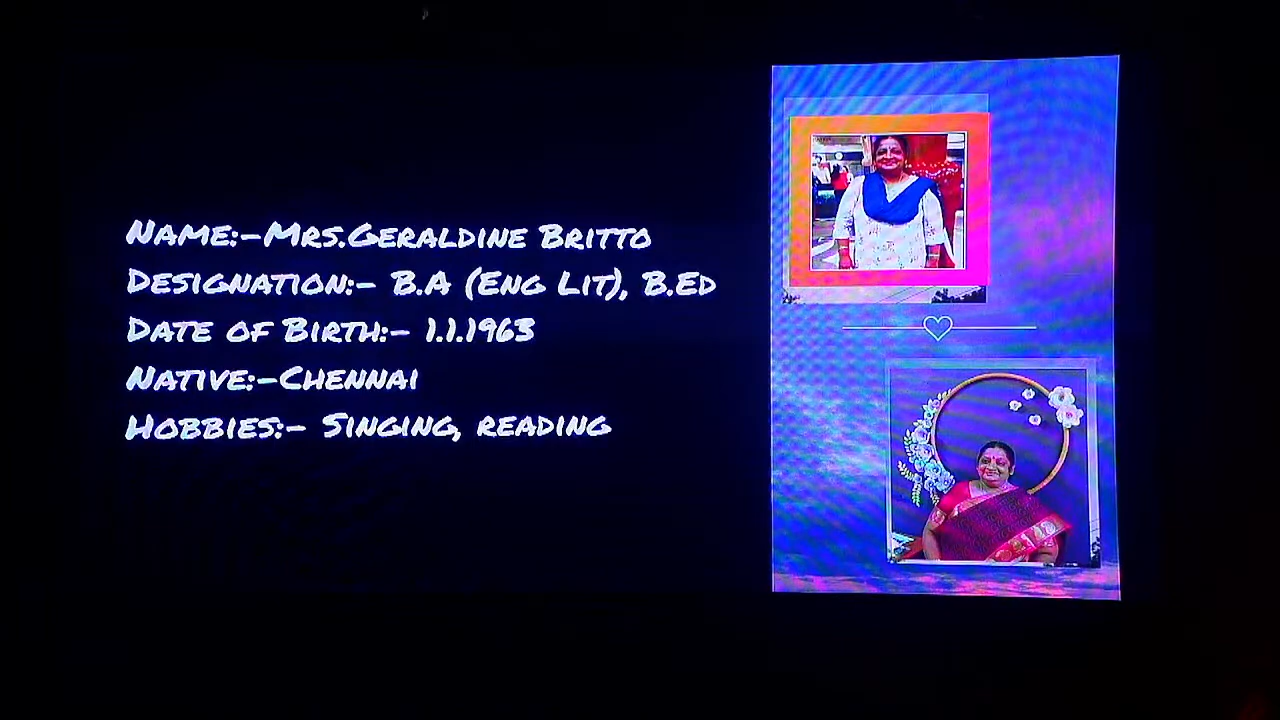 Name:-Mrs.Geraldine Britto
Designation:- B.A (Eng Lit), B.Ed
Date of Birth:- 1.1.1963
Native:-Chennai
Hobbies:- Singing, reading